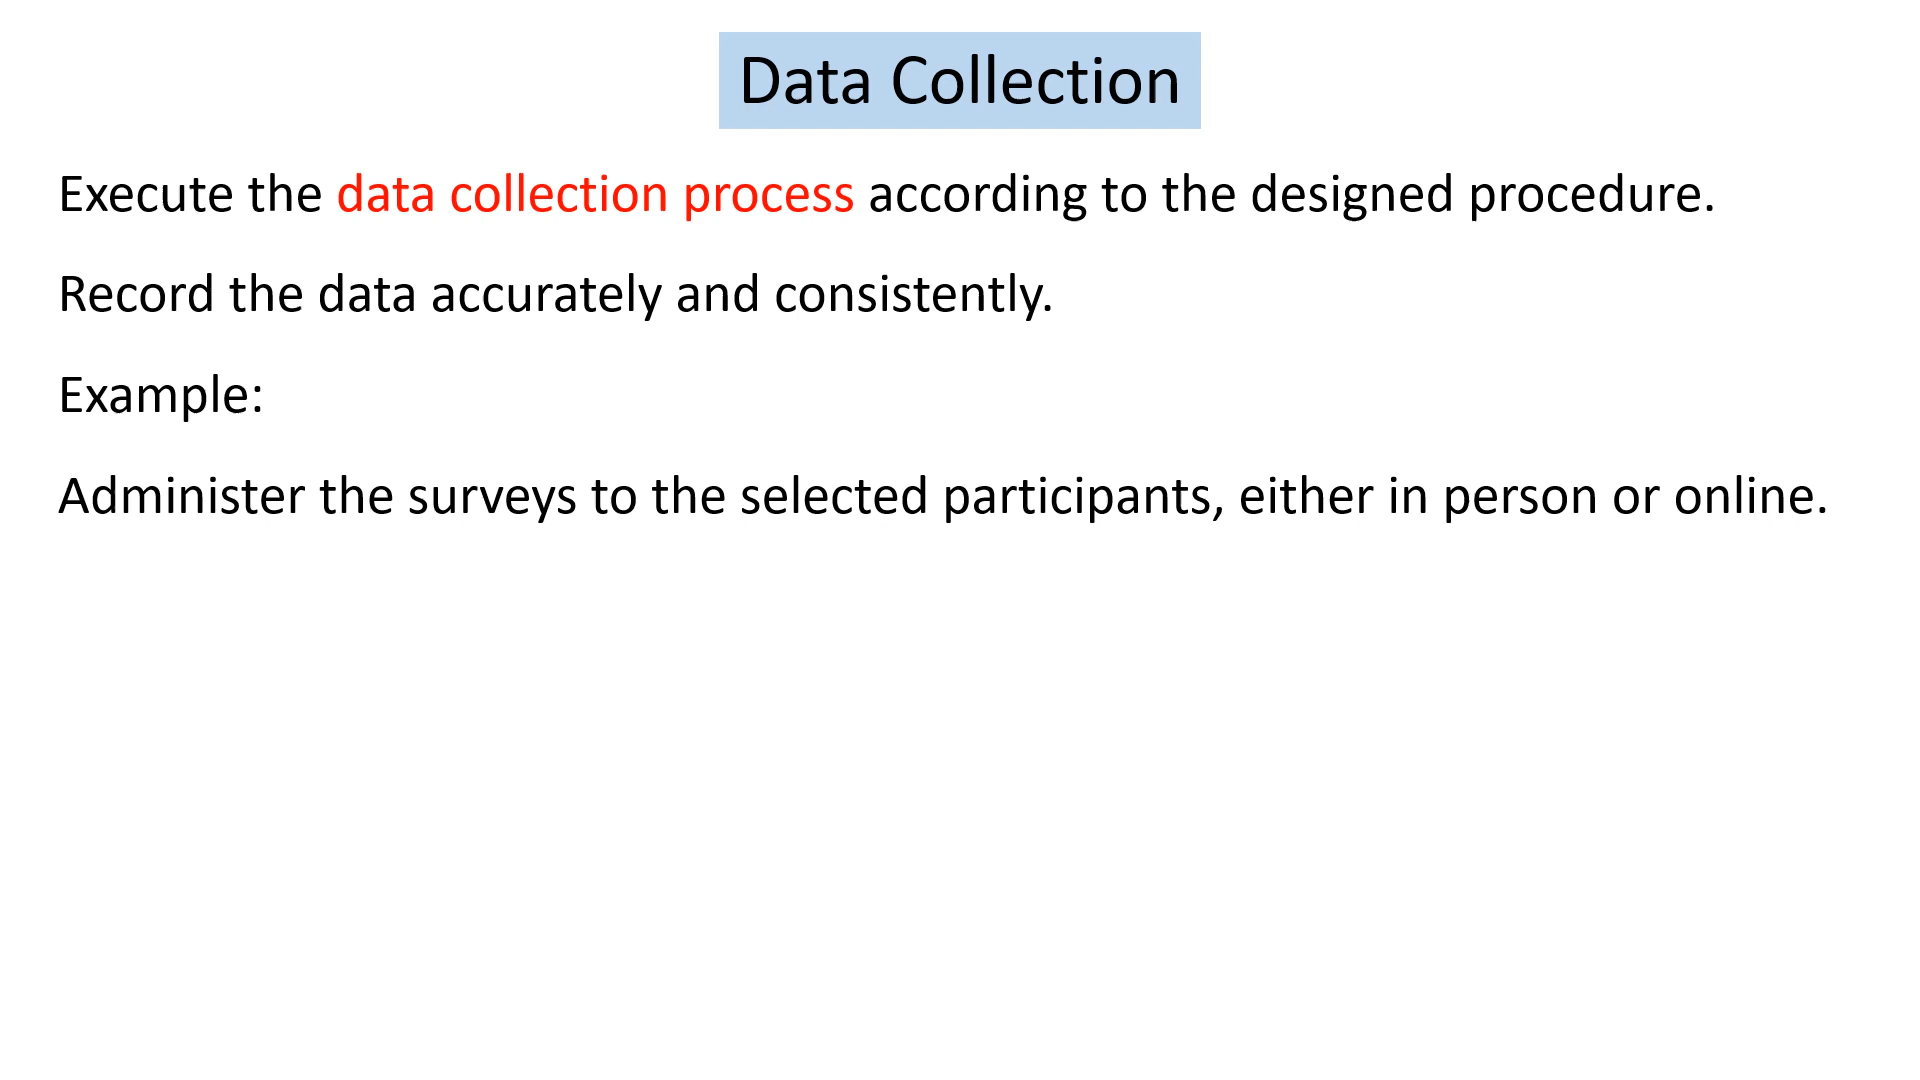 Data Collection
Execute the data collection process according to the designed procedure.
Record the data accurately and consistently.
Example:
Administer the surveys to the selected participants, either in person or online.